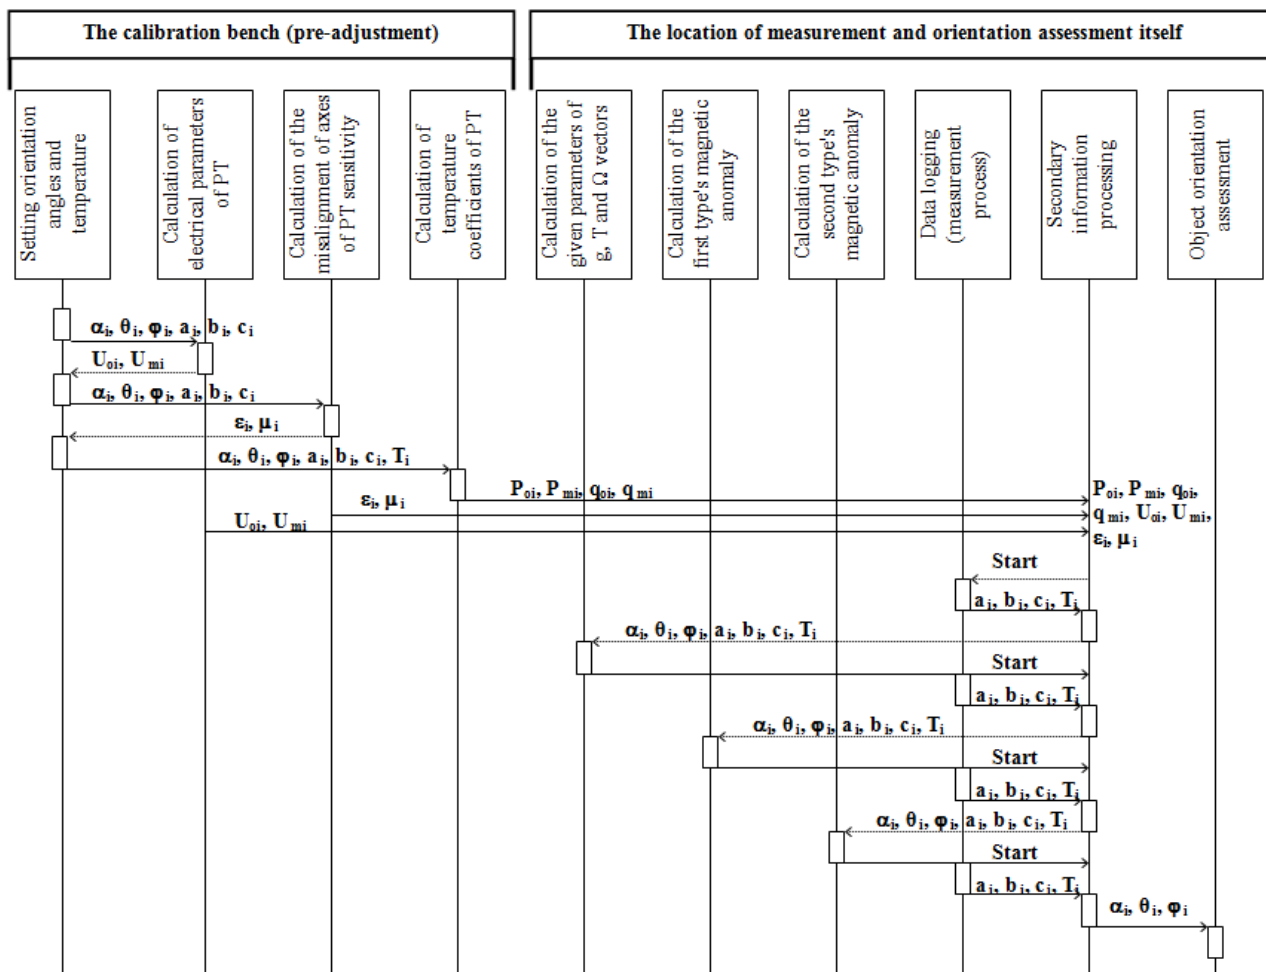 The calibration bench (pre-adjustment)
The location of measurement and orientation assessment itself
Setting orientation
angles and
temperature
Calculation of
electrical parameters
of PT
Calculation of the
misalignment of axes
of PT sensitivity
Calculation of
temperature
coefficients of PT
Calculation of the
given parameters of
g, T and Ω vectors
Calculation of the
first type's magnetic
anomaly
Calculation of the
second type's
magnetic anomaly
Data logging
(measurement
process)
Secondary
information
processing
Object orientation
assessment
αi, θi, φi, ai, bi, ci
Uoi, Umi
αi, θi, φi, ai, bi, ci
εi, μi
αi, θi, φi, ai, bi, ci, Ti
Poi, Pmi, qoi, qmi
εi, μi
Uoi, Umi
Poi, Pmi, qoi,
qmi, Uoi, Umi,
εi, μi
Start
ai, bi, ci, Ti
αi, θi, φi, ai, bi, ci, Ti
Start
ai, bi, ci, Ti
αi, θi, φi, ai, bi, ci, Ti
Start
ai, bi, ci, Ti
αi, θi, φi, ai, bi, ci, Ti
Start
ai, bi, ci, Ti
αi, θi, φi